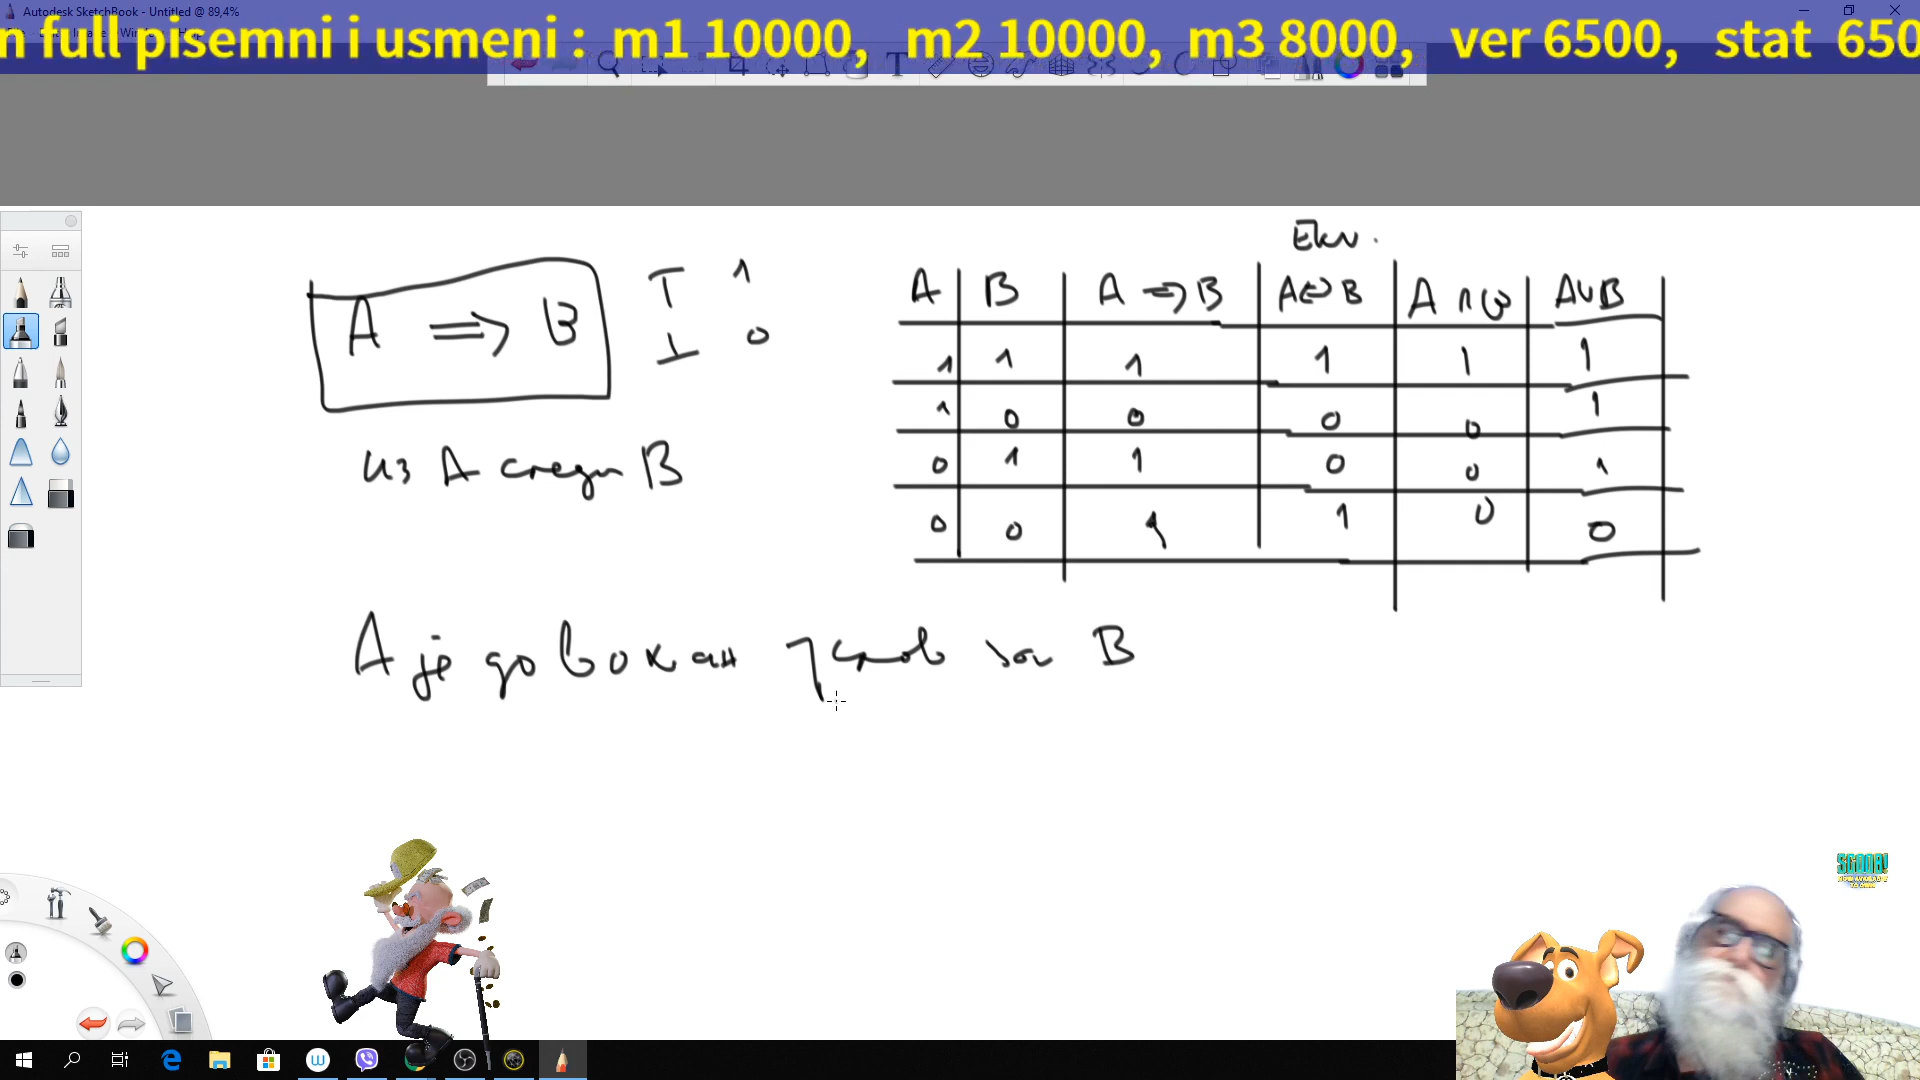 Autodesk SketchBook - Untitled @ 89,4%
n full pisemni i usmeni : m1 10000, m2 10000, m3 8000, ver 6500, stat 650
A ⇒ B
T 1
⊥ 0
из A следи B
Екв.
A B A ⇒ B A⇔B A ∧ B A∨B
1 1 1 1 1 1
1 0 0 0 0 1
0 1 1 0 0 1
0 0 1 1 0 0
A је довољан услов за B
SCOOB!